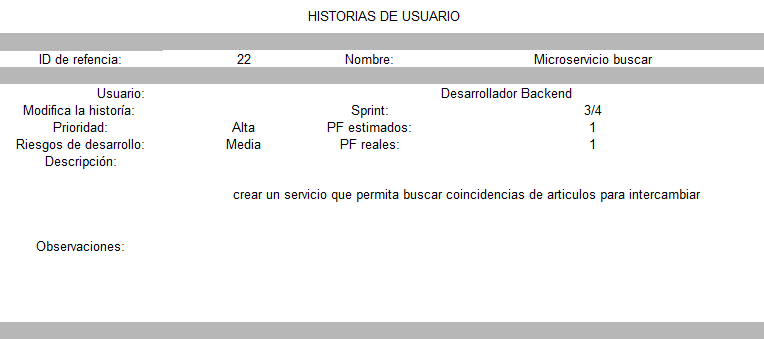 HISTORIAS DE USUARIO
ID de refencia: 22 Nombre: Microservicio buscar
Usuario: Desarrollador Backend
Modifica la historía: Sprint: 3/4
Prioridad: Alta PF estimados: 1
Riesgos de desarrollo: Media PF reales: 1
Descripción:
crear un servicio que permita buscar coincidencias de articulos para intercambiar
Observaciones: